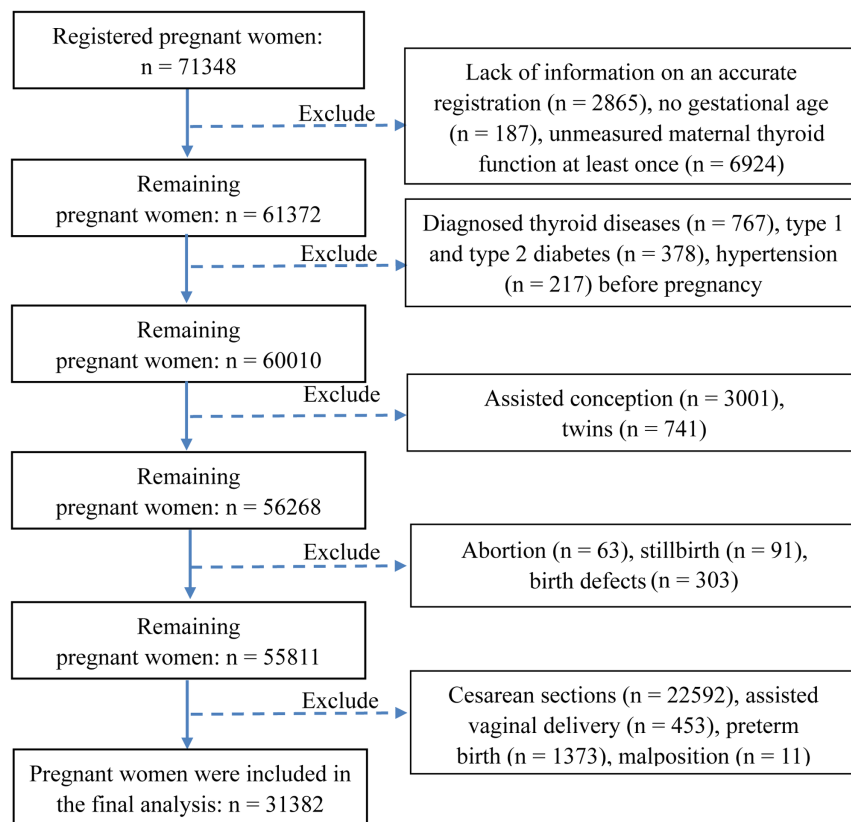 Registered pregnant women:
n = 71348
Exclude
Lack of information on an accurate
registration (n = 2865), no gestational age
(n = 187), unmeasured maternal thyroid
function at least once (n = 6924)
Remaining
pregnant women: n = 61372
Exclude
Diagnosed thyroid diseases (n = 767), type 1
and type 2 diabetes (n = 378), hypertension
(n = 217) before pregnancy
Remaining
pregnant women: n = 60010
Exclude
Assisted conception (n = 3001),
twins (n = 741)
Remaining
pregnant women: n = 56268
Exclude
Abortion (n = 63), stillbirth (n = 91),
birth defects (n = 303)
Remaining
pregnant women: n = 55811
Exclude
Cesarean sections (n = 22592), assisted
vaginal delivery (n = 453), preterm
birth (n = 1373), malposition (n = 11)
Pregnant women were included in
the final analysis: n = 31382